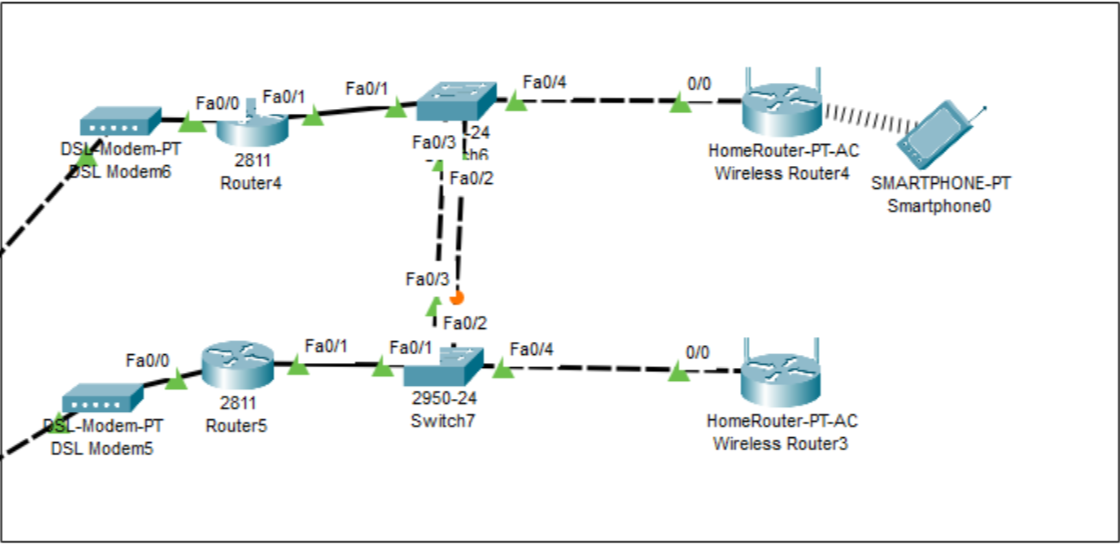 Fa0/0
Fa0/1
Fa0/1
Fa0/4
0/0
DSL-Modem-PT
DSL Modem6
2811
Router4
Fa0/3
-24
h6
Fa0/2
HomeRouter-PT-AC
Wireless Router4
SMARTPHONE-PT
Smartphone0
Fa0/3
Fa0/2
Fa0/0
Fa0/1
Fa0/1
Fa0/4
0/0
DSL-Modem-PT
DSL Modem5
2811
Router5
2950-24
Switch7
HomeRouter-PT-AC
Wireless Router3